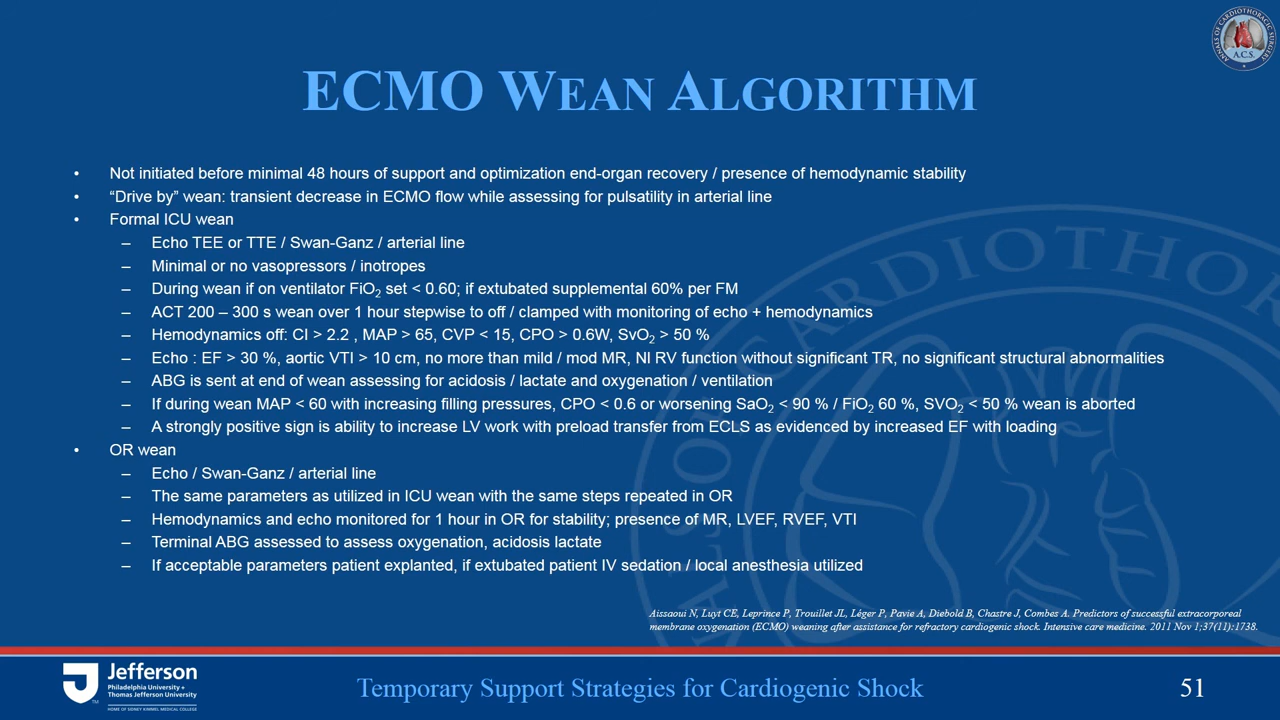 ANNALS OF CARDIOTHORACIC SURGERY
A.C.S.
ECMO WEAN ALGORITHM
• Not initiated before minimal 48 hours of support and optimization end-organ recovery / presence of hemodynamic stability
• “Drive by” wean: transient decrease in ECMO flow while assessing for pulsatility in arterial line
• Formal ICU wean
– Echo TEE or TTE / Swan-Ganz / arterial line
– Minimal or no vasopressors / inotropes
– During wean if on ventilator FiO₂ set < 0.60; if extubated supplemental 60% per FM
– ACT 200 – 300 s wean over 1 hour stepwise to off / clamped with monitoring of echo + hemodynamics
– Hemodynamics off: CI > 2.2 , MAP > 65, CVP < 15, CPO > 0.6W, SvO₂ > 50 %
– Echo : EF > 30 %, aortic VTI > 10 cm, no more than mild / mod MR, NI RV function without significant TR, no significant structural abnormalities
– ABG is sent at end of wean assessing for acidosis / lactate and oxygenation / ventilation
– If during wean MAP < 60 with increasing filling pressures, CPO < 0.6 or worsening SaO₂ < 90 % / FiO₂ 60 %, SVO₂ < 50 % wean is aborted
– A strongly positive sign is ability to increase LV work with preload transfer from ECLS as evidenced by increased EF with loading
• OR wean
– Echo / Swan-Ganz / arterial line
– The same parameters as utilized in ICU wean with the same steps repeated in OR
– Hemodynamics and echo monitored for 1 hour in OR for stability; presence of MR, LVEF, RVEF, VTI
– Terminal ABG assessed to assess oxygenation, acidosis lactate
– If acceptable parameters patient explanted, if extubated patient IV sedation / local anesthesia utilized
Aissaoui N, Luyt CE, Leprince P, Trouillet JL, Léger P, Pavie A, Diebold B, Chastre J, Combes A. Predictors of successful extracorporeal
membrane oxygenation (ECMO) weaning after assistance for refractory cardiogenic shock. Intensive care medicine. 2011 Nov 1;37(11):1738.
Jefferson
Philadelphia University +
Thomas Jefferson University
HOME OF SIDNEY KIMMEL MEDICAL COLLEGE
Temporary Support Strategies for Cardiogenic Shock
51